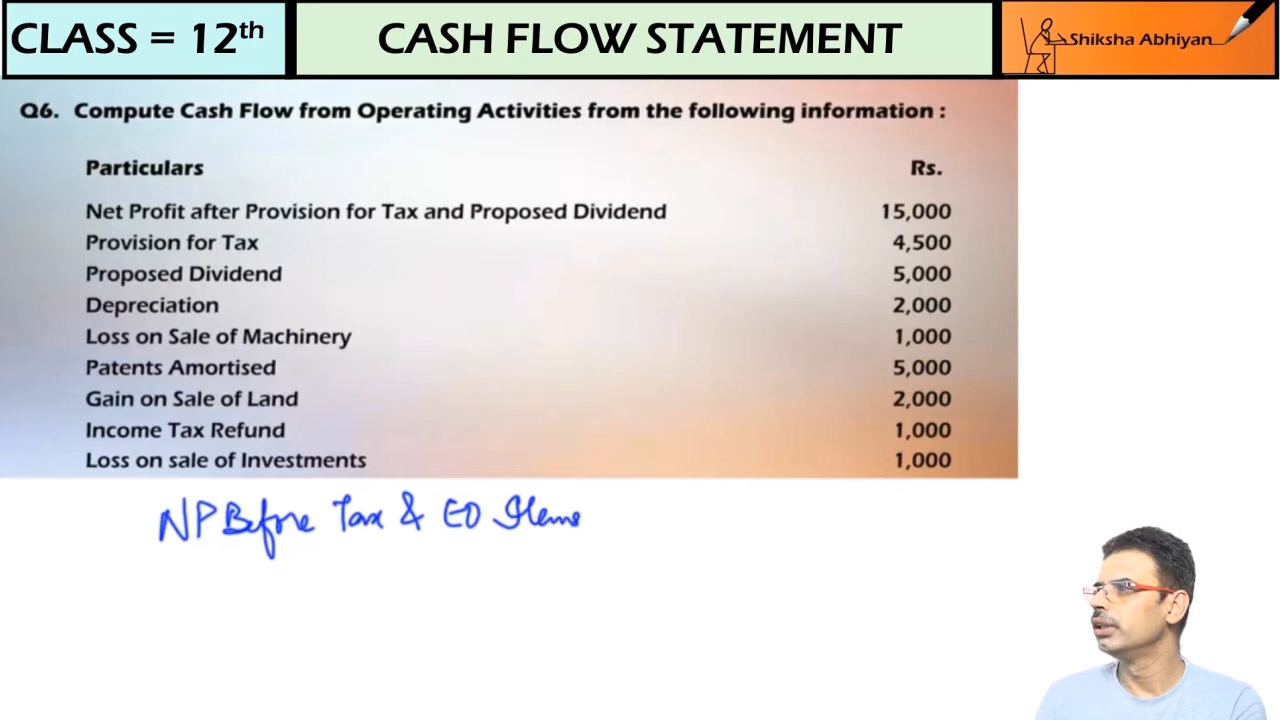 CLASS = 12th
CASH FLOW STATEMENT
Shiksha Abhiyan
Q6. Compute Cash Flow from Operating Activities from the following information :
Particulars Rs.
Net Profit after Provision for Tax and Proposed Dividend 15,000
Provision for Tax 4,500
Proposed Dividend 5,000
Depreciation 2,000
Loss on Sale of Machinery 1,000
Patents Amortised 5,000
Gain on Sale of Land 2,000
Income Tax Refund 1,000
Loss on sale of Investments 1,000
NP Before Tax & EO Items